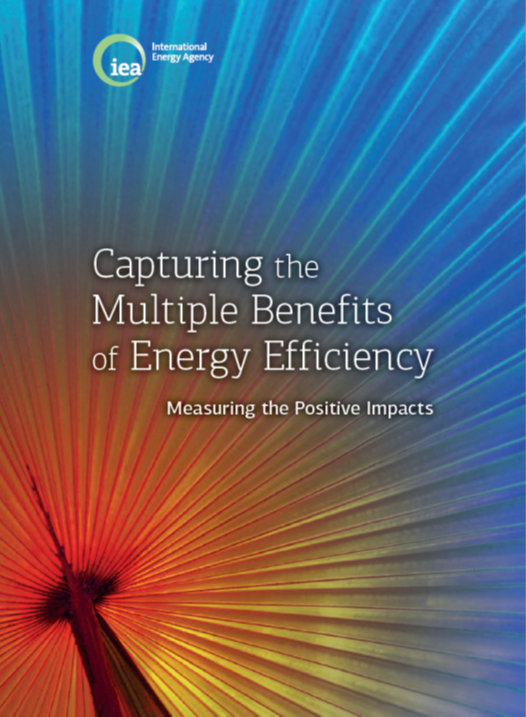 iea
International
Energy Agency
Capturing the
Multiple Benefits
of Energy Efficiency
Measuring the Positive Impacts